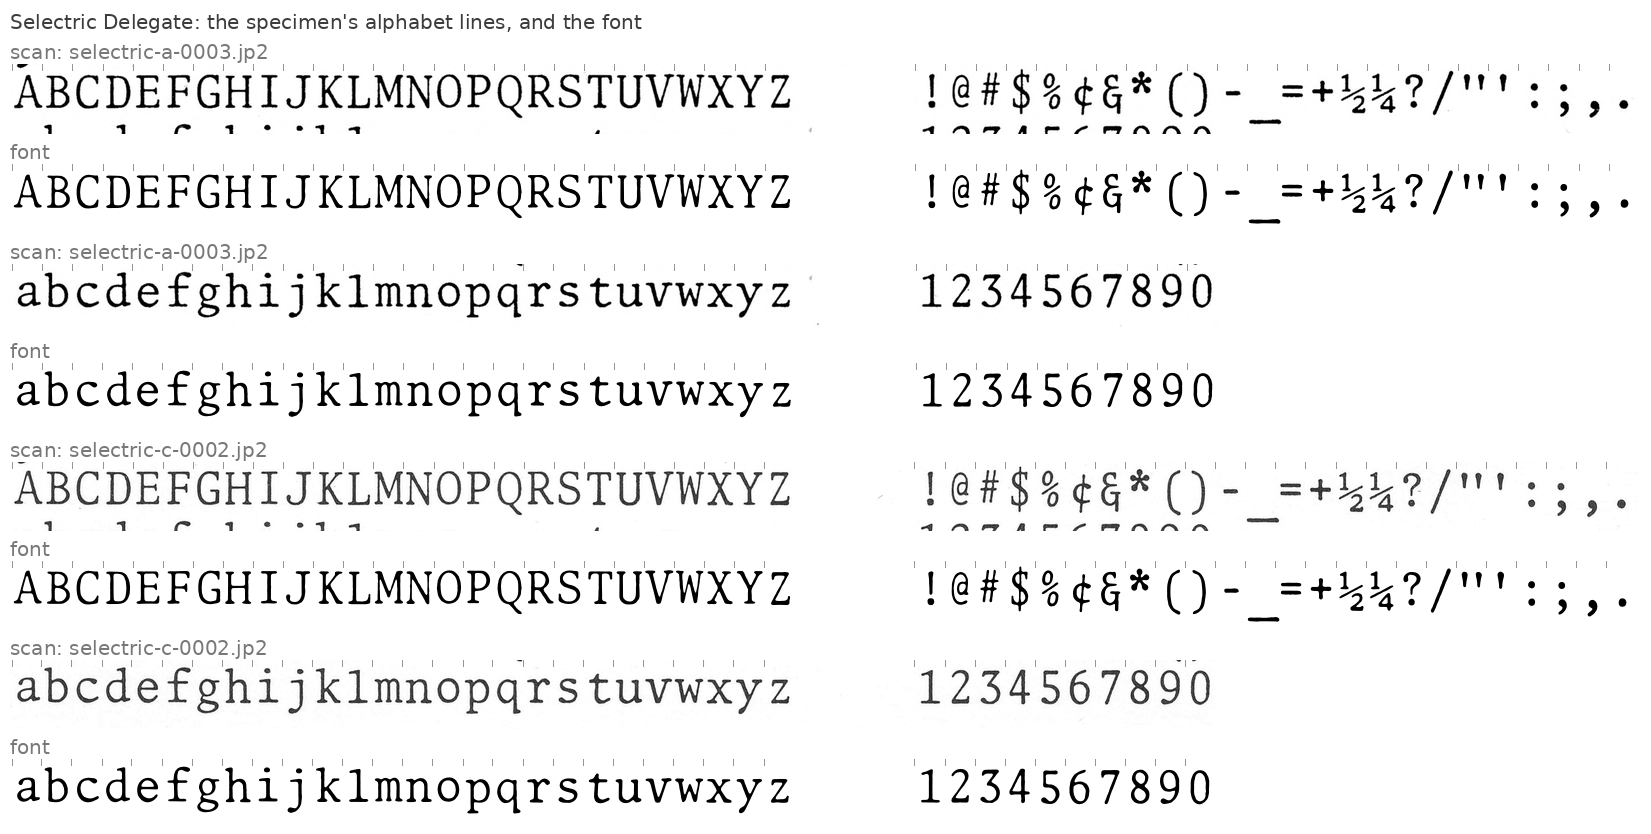 Selectric Delegate: the specimen's alphabet lines, and the font
scan: selectric-a-0003.jp2
ABCDEFGHIJKLMNOPQRSTUVWXYZ !@#$%¢&*()-_=+½¼?/"':;,.
font
ABCDEFGHIJKLMNOPQRSTUVWXYZ !@#$%¢&*()-_=+½¼?/"':;,.
scan: selectric-a-0003.jp2
abcdefghijklmnopqrstuvwxyz 1234567890
font
abcdefghijklmnopqrstuvwxyz 1234567890
scan: selectric-c-0002.jp2
ABCDEFGHIJKLMNOPQRSTUVWXYZ !@#$%¢&*()-_=+½¼?/"':;,.
font
ABCDEFGHIJKLMNOPQRSTUVWXYZ !@#$%¢&*()-_=+½¼?/"':;,.
scan: selectric-c-0002.jp2
abcdefghijklmnopqrstuvwxyz 1234567890
font
abcdefghijklmnopqrstuvwxyz 1234567890